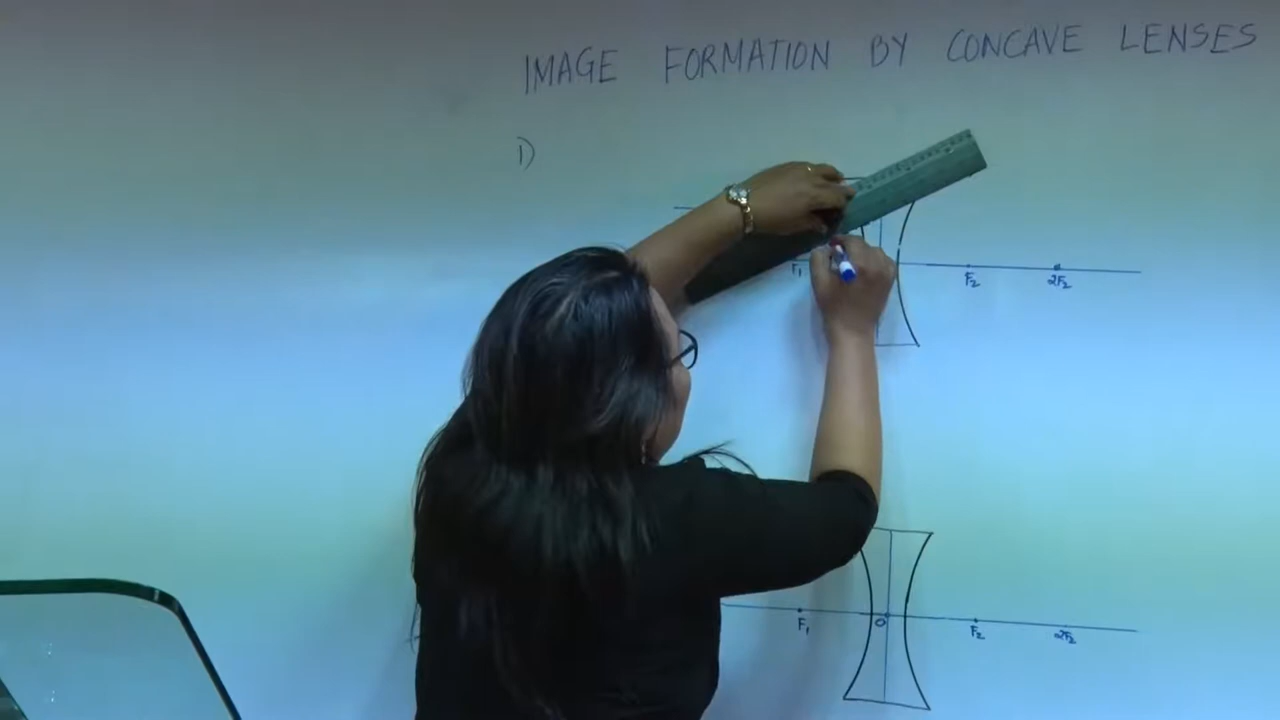 IMAGE FORMATION BY CONCAVE LENSES
1)
F₁ F₂ 2F₂
F₁ O F₂ 2F₂